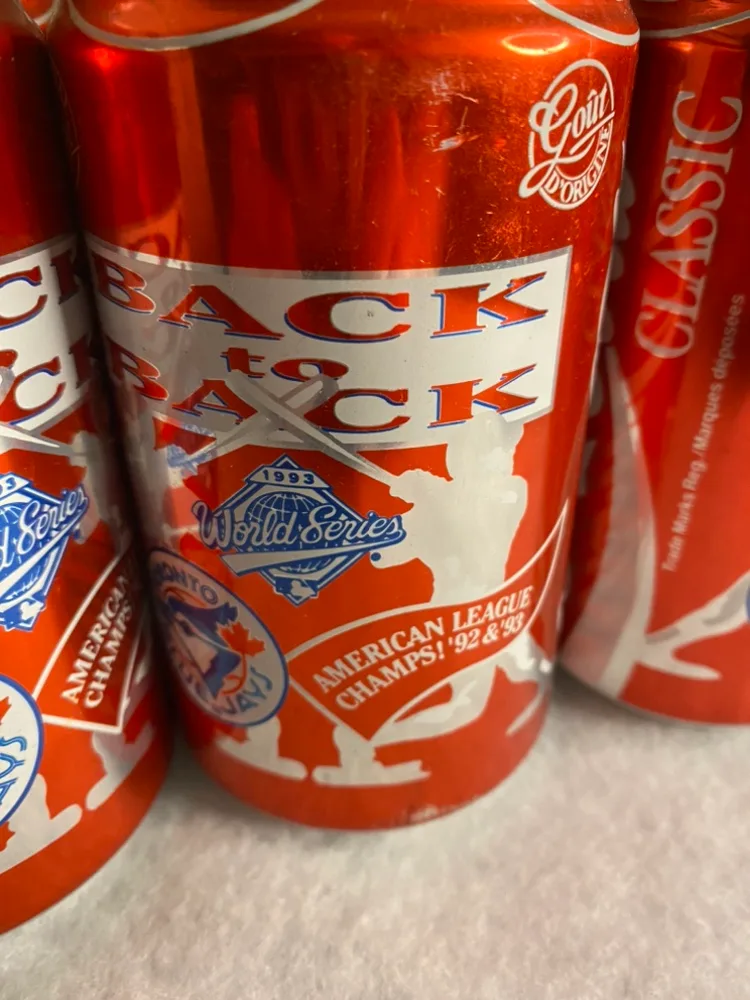 Goût
D'ORIGINE
CLASSIC
Trade Marks Reg./Marques déposées
BACK
to
BACK
1993
World Series
AMERICAN LEAGUE
CHAMPS! '92 & '93
AMERICAN
CHAMPS